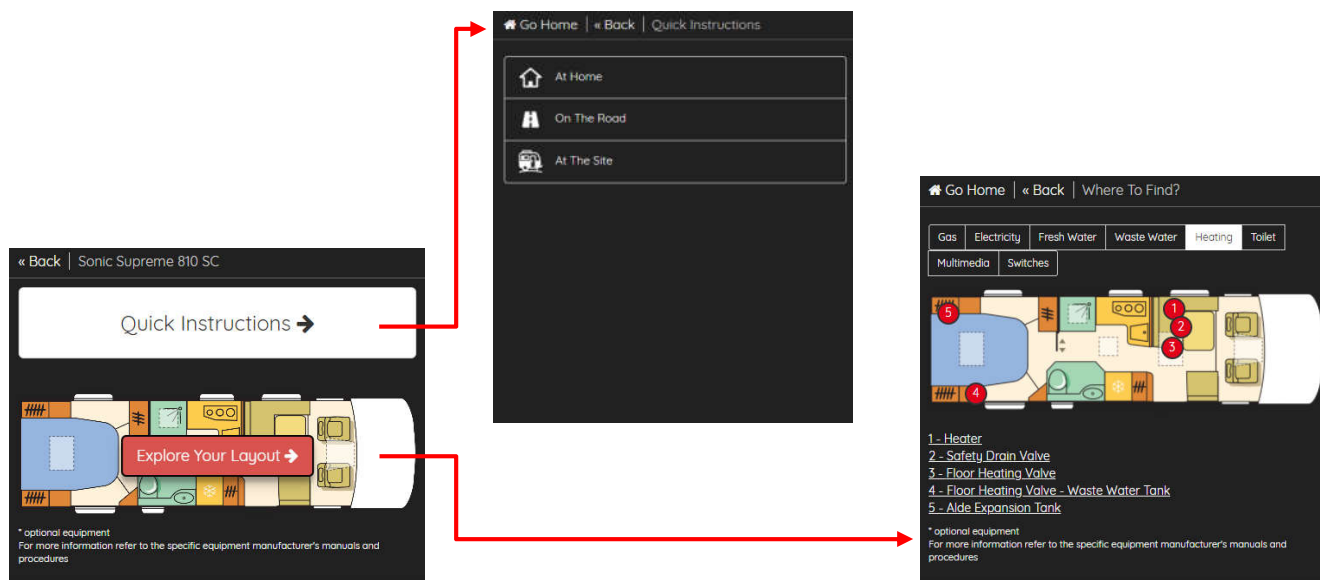 Go Home | « Back | Quick Instructions
At Home
On The Road
At The Site
« Back | Sonic Supreme 810 SC
Quick Instructions →
Explore Your Layout →
* optional equipment
For more information refer to the specific equipment manufacturer's manuals and
procedures
Go Home | « Back | Where To Find?
Gas Electricity Fresh Water Waste Water Heating Toilet
Multimedia Switches
5
1
2
3
4
1 - Heater
2 - Safety Drain Valve
3 - Floor Heating Valve
4 - Floor Heating Valve - Waste Water Tank
5 - Alde Expansion Tank
* optional equipment
For more information refer to the specific equipment manufacturer's manuals and
procedures